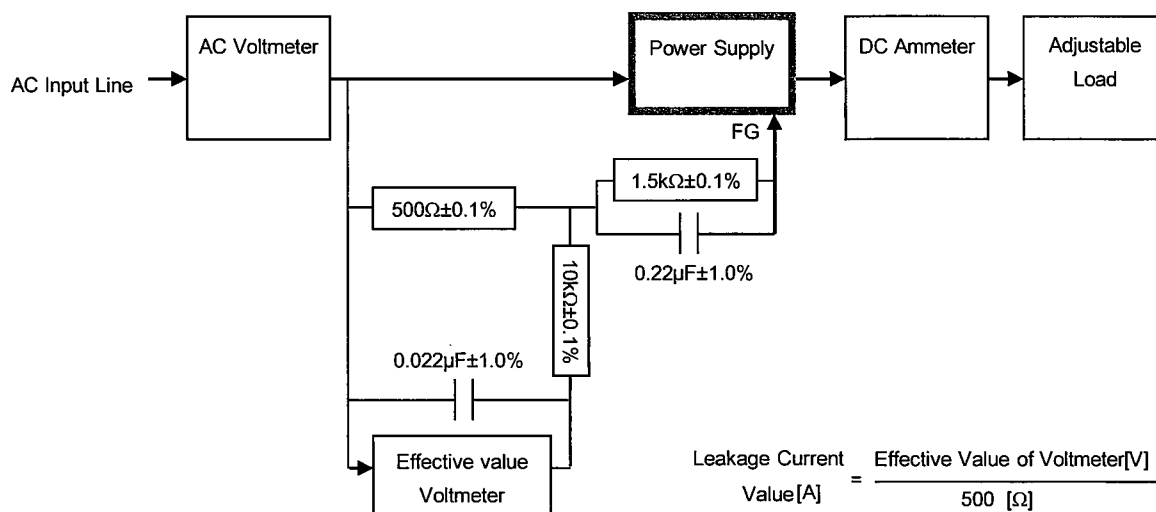 AC Voltmeter
Power Supply
DC Ammeter
Adjustable
Load
AC Input Line
FG
1.5kΩ±0.1%
500Ω±0.1%
0.22µF±1.0%
10kΩ±0.1%
0.022µF±1.0%
Effective value
Voltmeter
Leakage Current
Value[A]
=
Effective Value of Voltmeter[V]
500 [Ω]